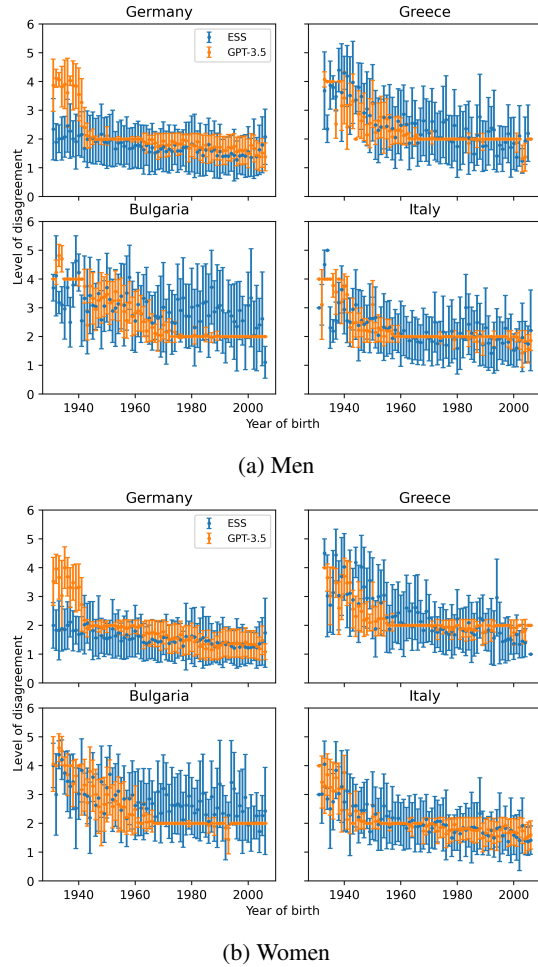 Germany
Greece
ESS
GPT-3.5
6
5
4
3
2
1
0
Level of disagreement
Bulgaria
Italy
6
5
4
3
2
1
0
1940 1960 1980 2000
1940 1960 1980 2000
Year of birth
(a) Men
Germany
Greece
ESS
GPT-3.5
6
5
4
3
2
1
0
Level of disagreement
Bulgaria
Italy
6
5
4
3
2
1
0
1940 1960 1980 2000
1940 1960 1980 2000
Year of birth
(b) Women